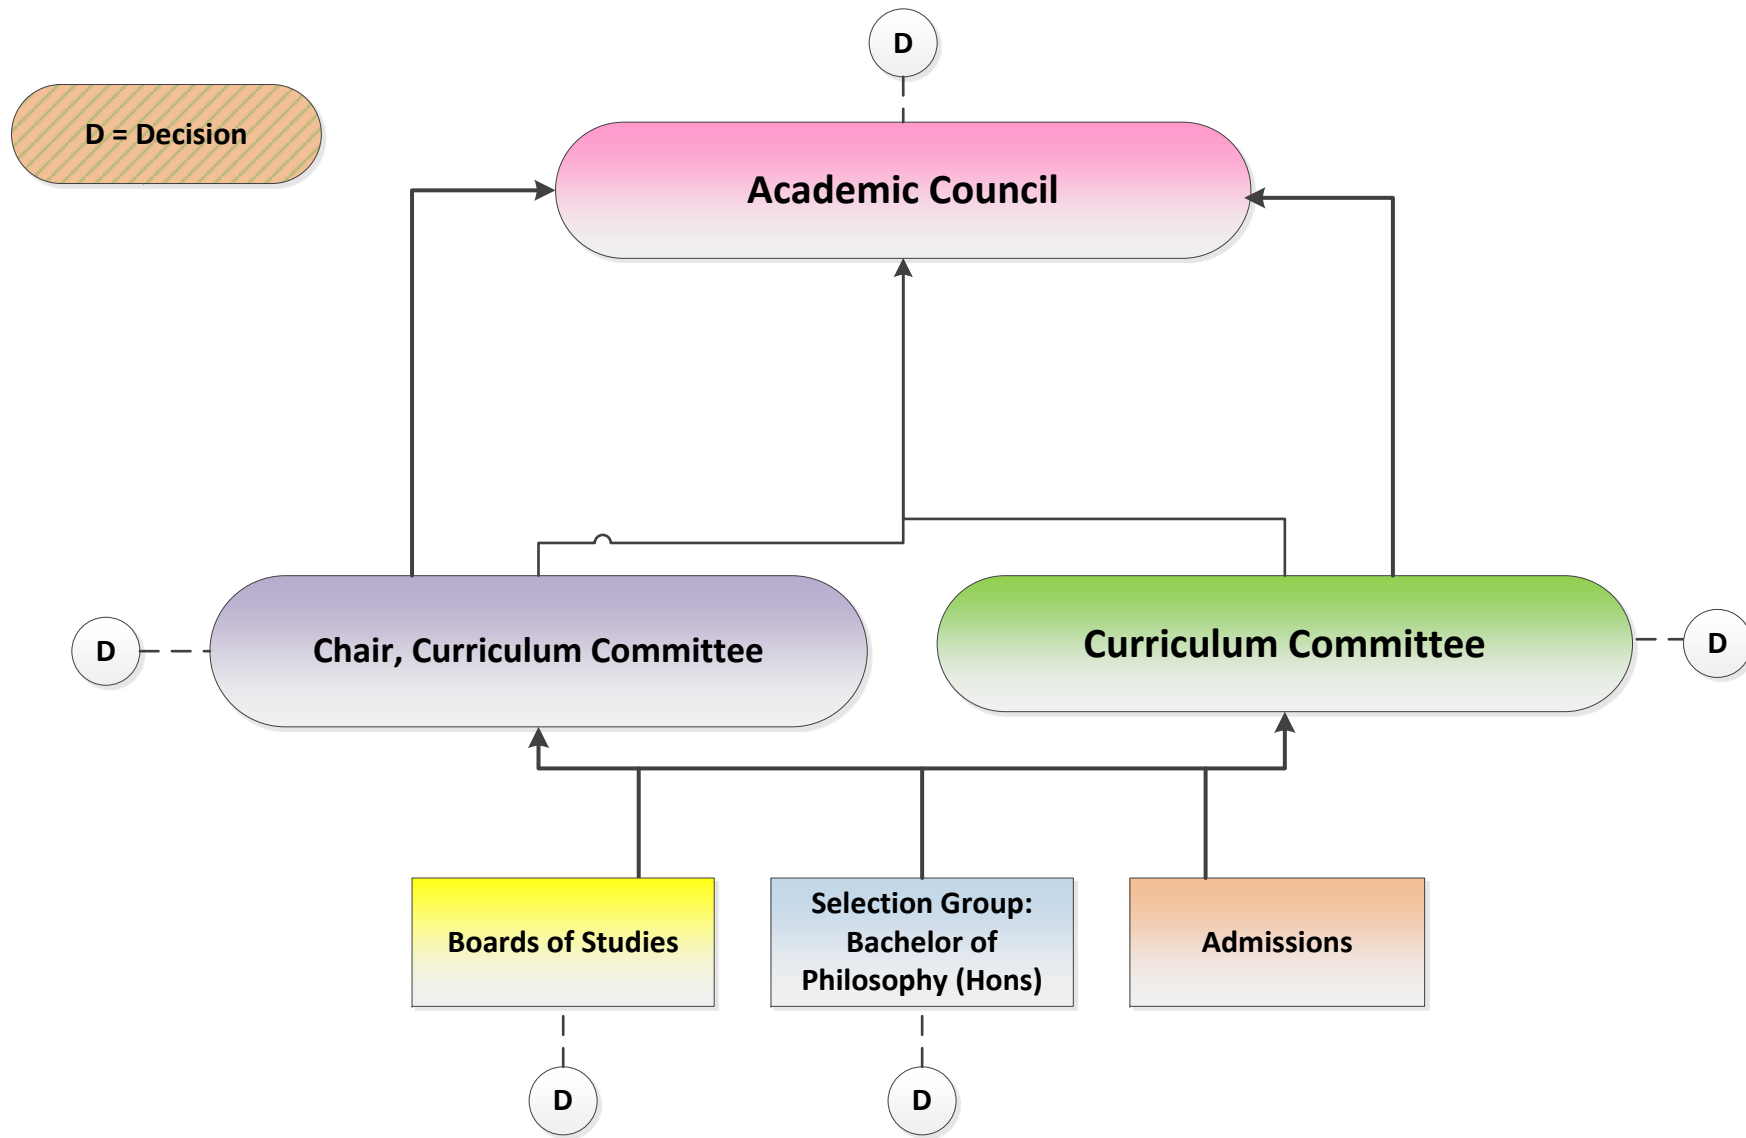 D
D = Decision
Academic Council
D
Chair, Curriculum Committee
Curriculum Committee
D
Boards of Studies
Selection Group:
Bachelor of
Philosophy (Hons)
Admissions
D
D